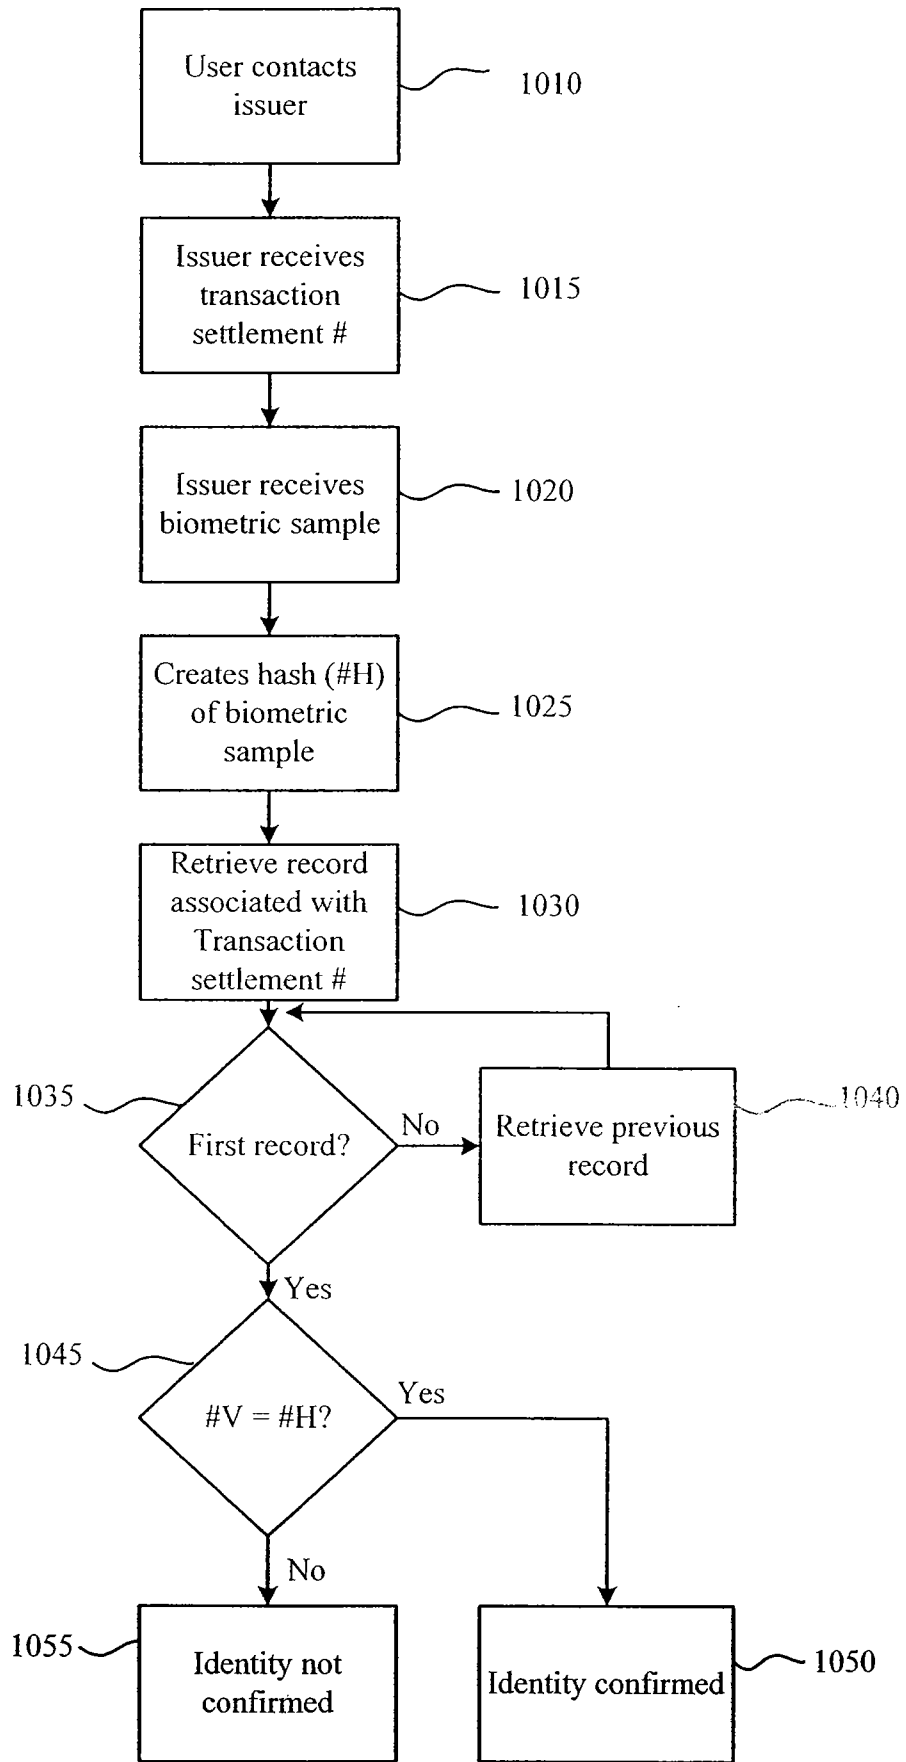 User contacts
issuer
1010
Issuer receives
transaction
settlement #
1015
Issuer receives
biometric sample
1020
Creates hash (#H)
of biometric
sample
1025
Retrieve record
associated with
Transaction
settlement #
1030
1035
First record?
No
Retrieve previous
record
1040
Yes
1045
#V = #H?
Yes
No
1055
Identity not
confirmed
Identity confirmed
1050